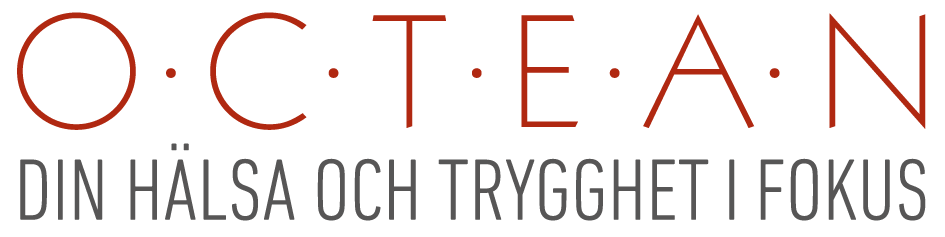 O·C·T·E·A·N
DIN HÄLSA OCH TRYGGHET I FOKUS